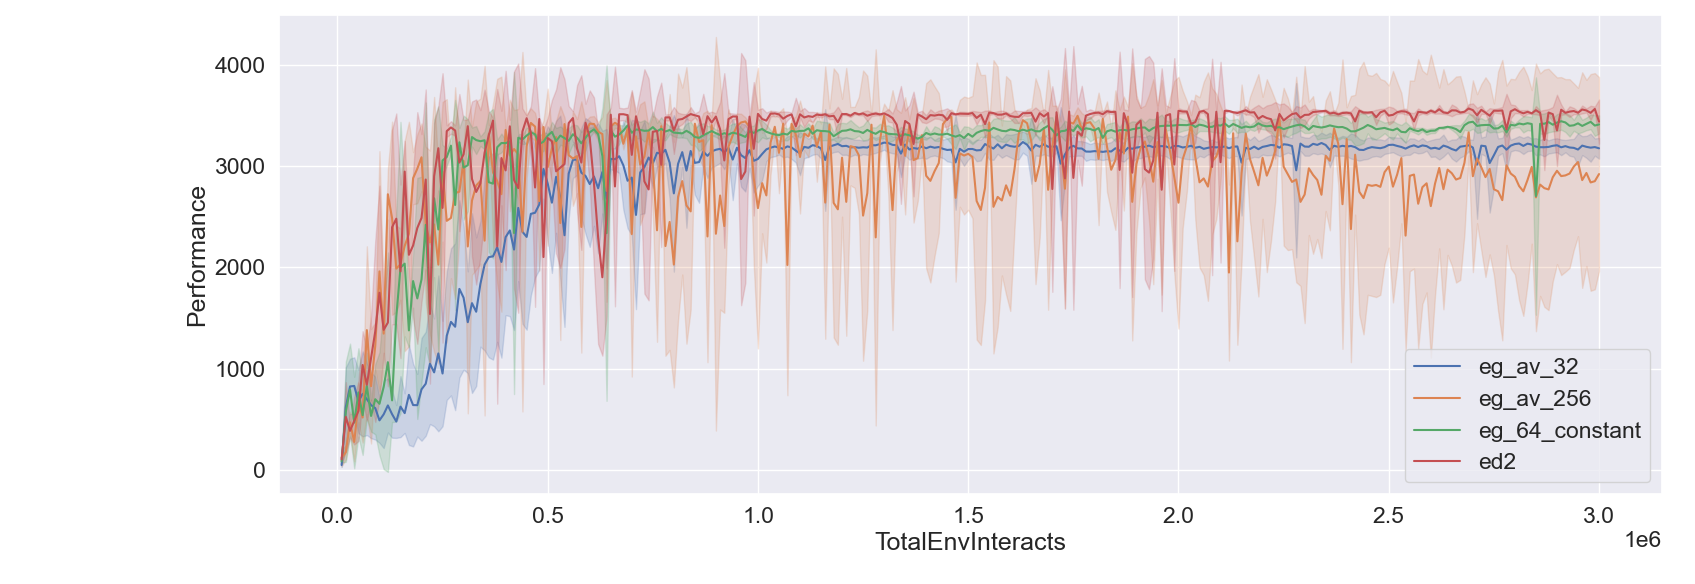 4000
3000
2000
1000
0
Performance
0.0 0.5 1.0 1.5 2.0 2.5 3.0
1e6
TotalEnvInteracts
eg_av_32
eg_av_256
eg_64_constant
ed2